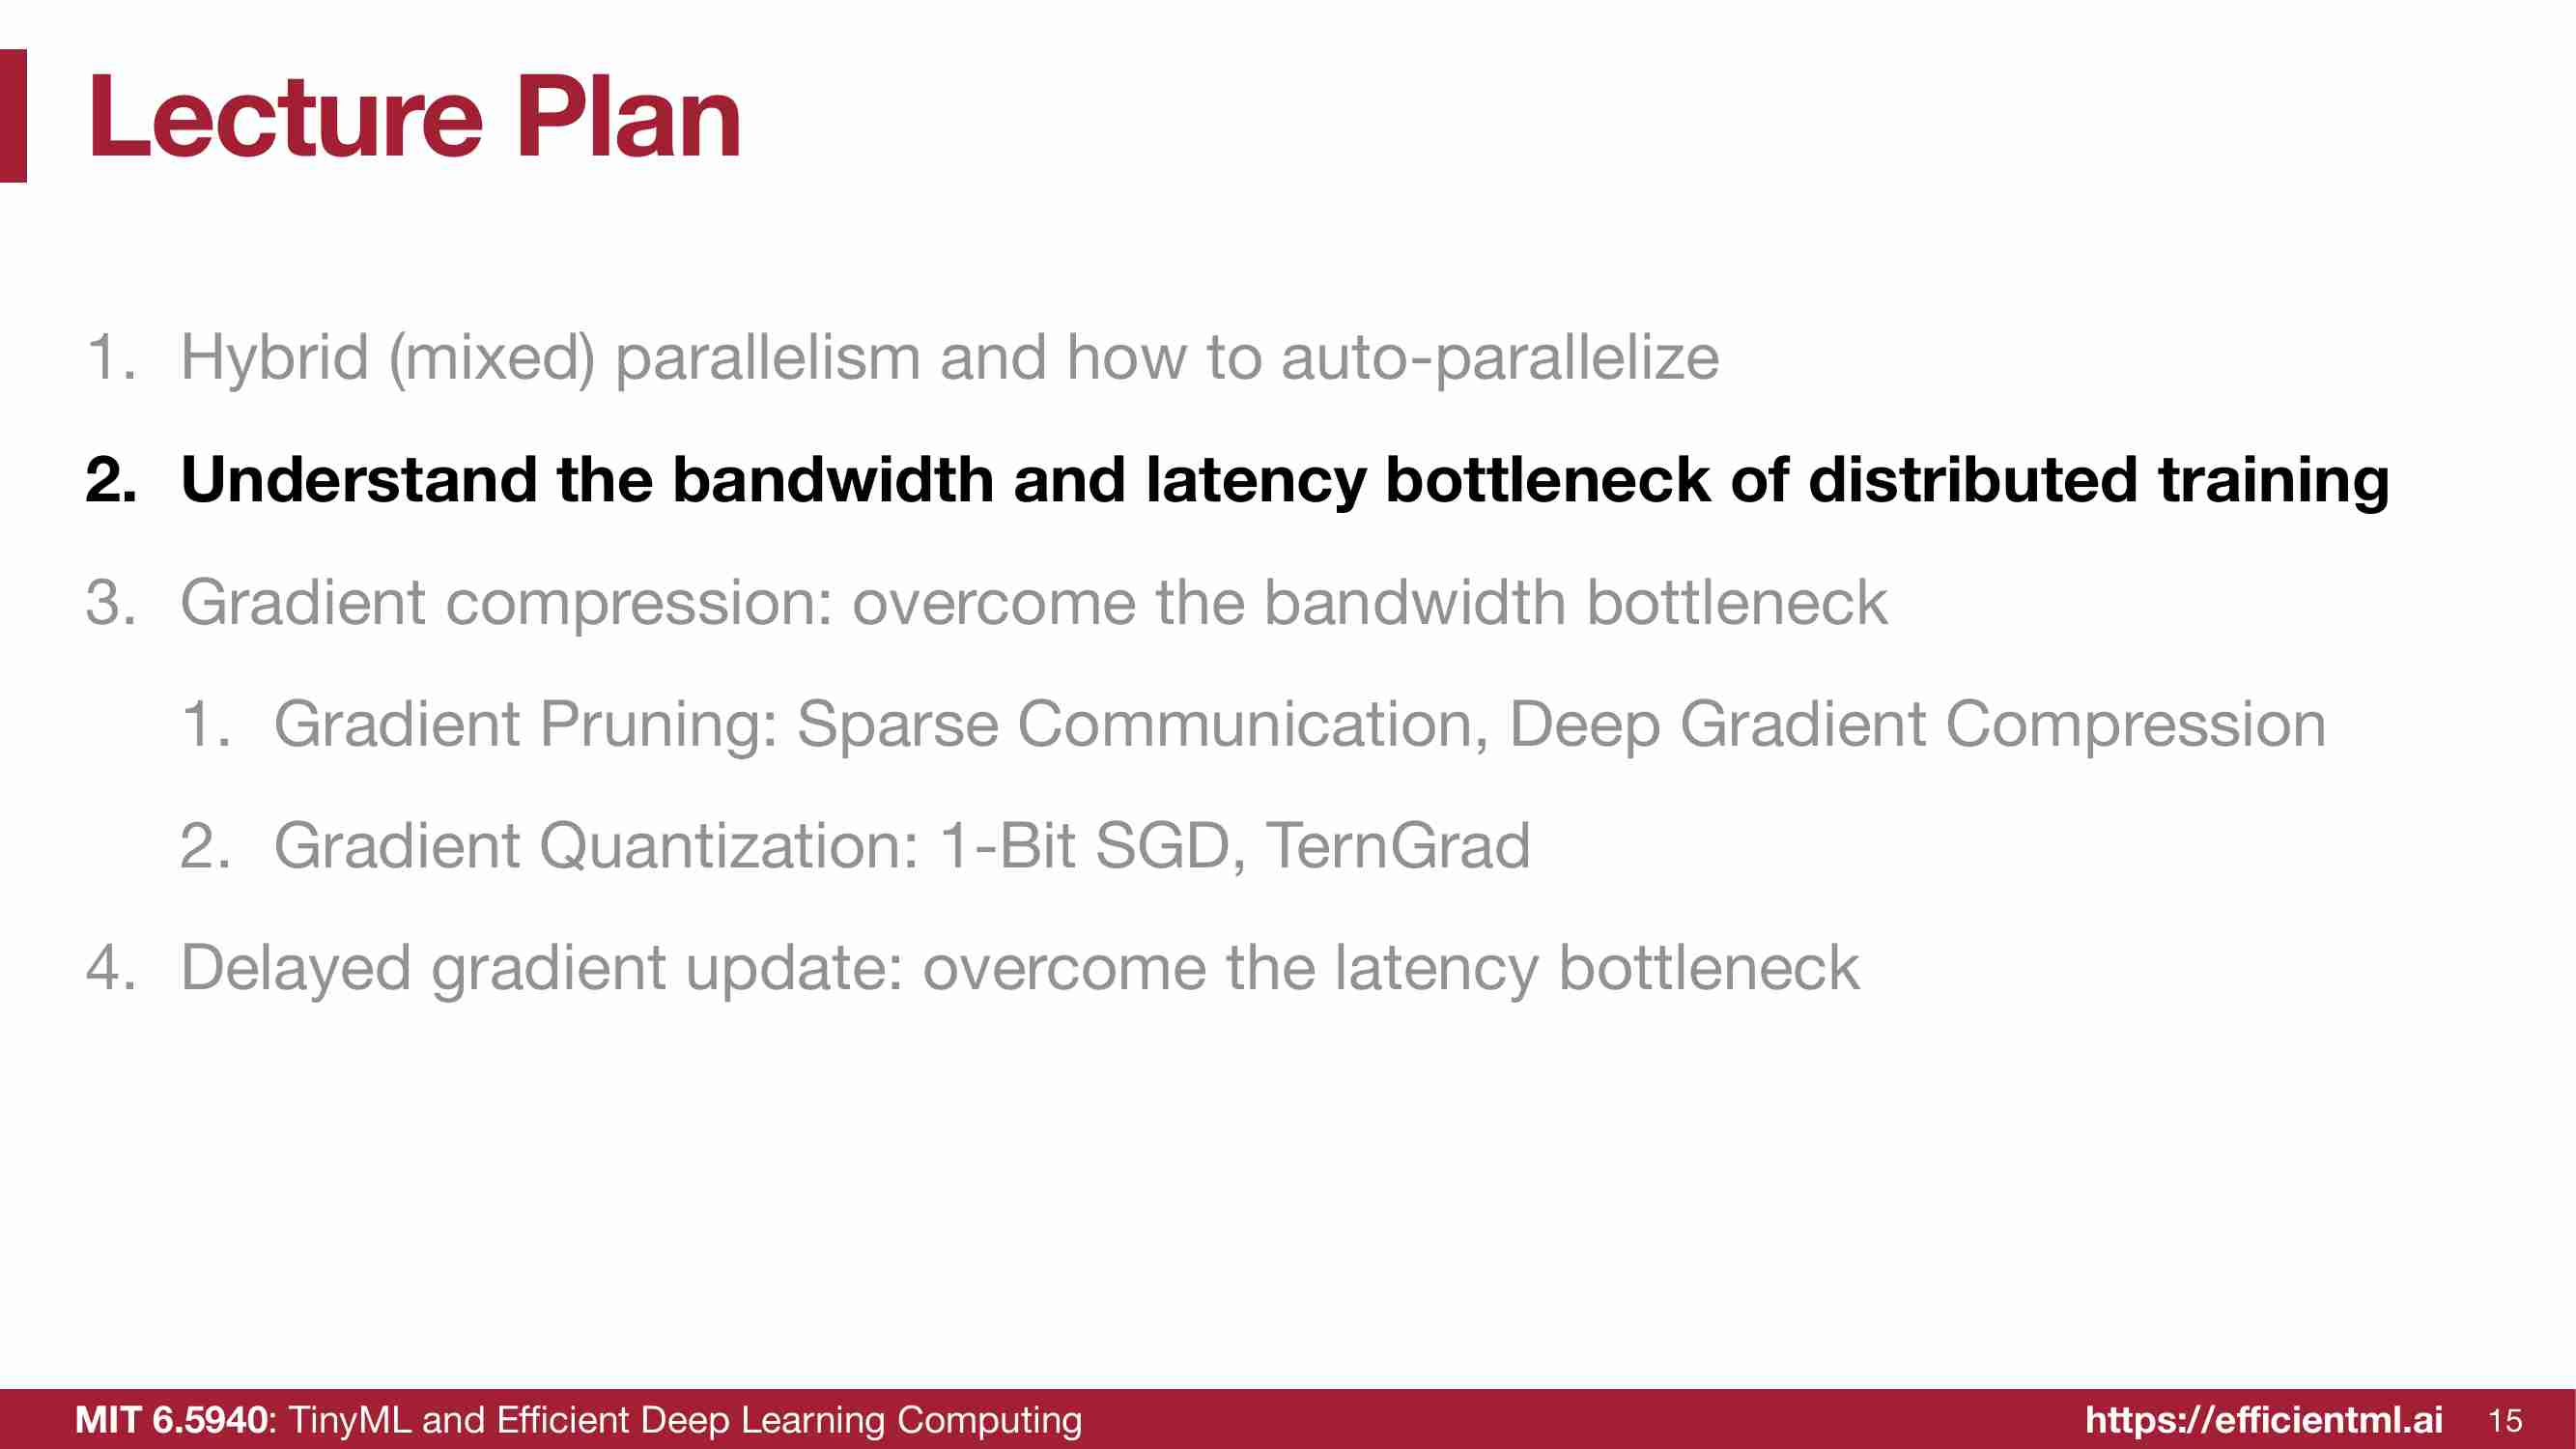 Lecture Plan
1. Hybrid (mixed) parallelism and how to auto-parallelize
2. Understand the bandwidth and latency bottleneck of distributed training
3. Gradient compression: overcome the bandwidth bottleneck
1. Gradient Pruning: Sparse Communication, Deep Gradient Compression
2. Gradient Quantization: 1-Bit SGD, TernGrad
4. Delayed gradient update: overcome the latency bottleneck
MIT 6.5940: TinyML and Efficient Deep Learning Computing
https://efficientml.ai 15